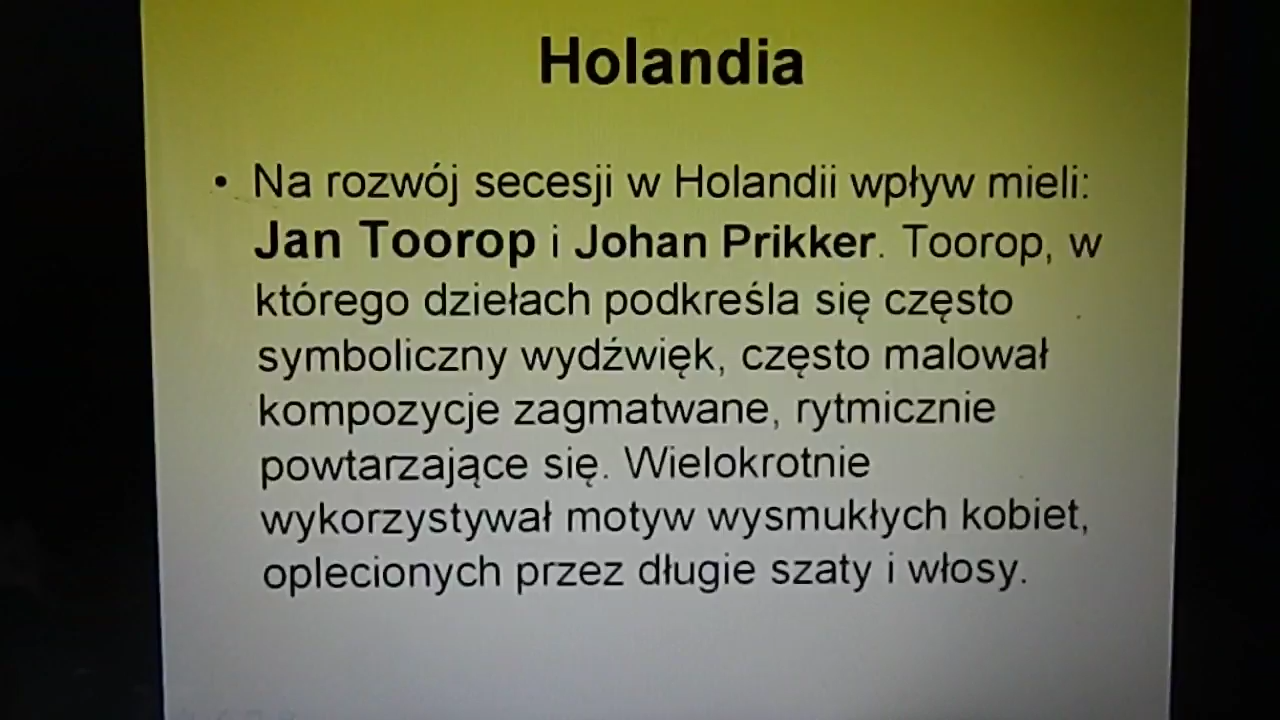 Holandia
• Na rozwój secesji w Holandii wpływ mieli:
Jan Toorop i Johan Prikker. Toorop, w
którego dziełach podkreśla się często
symboliczny wydźwięk, często malował
kompozycje zagmatwane, rytmicznie
powtarzające się. Wielokrotnie
wykorzystywał motyw wysmukłych kobiet,
oplecionych przez długie szaty i włosy.